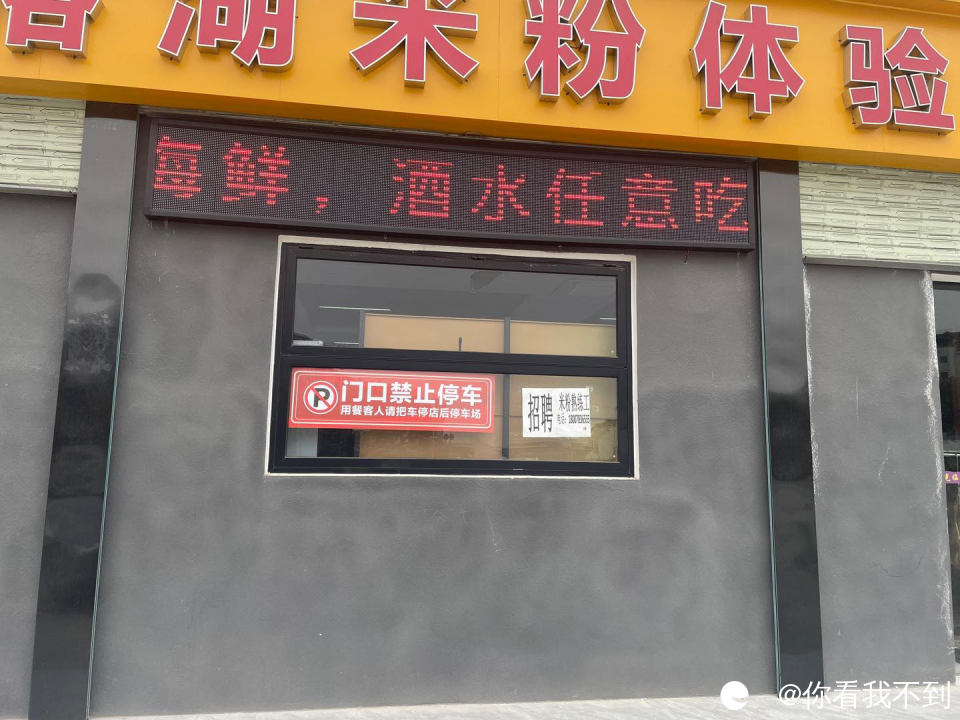 湖米粉体验
海鲜，酒水任意吃
门口禁止停车
用餐客人请把车停店后停车场
招聘
米粉熟练工
电话：
@你看我不到